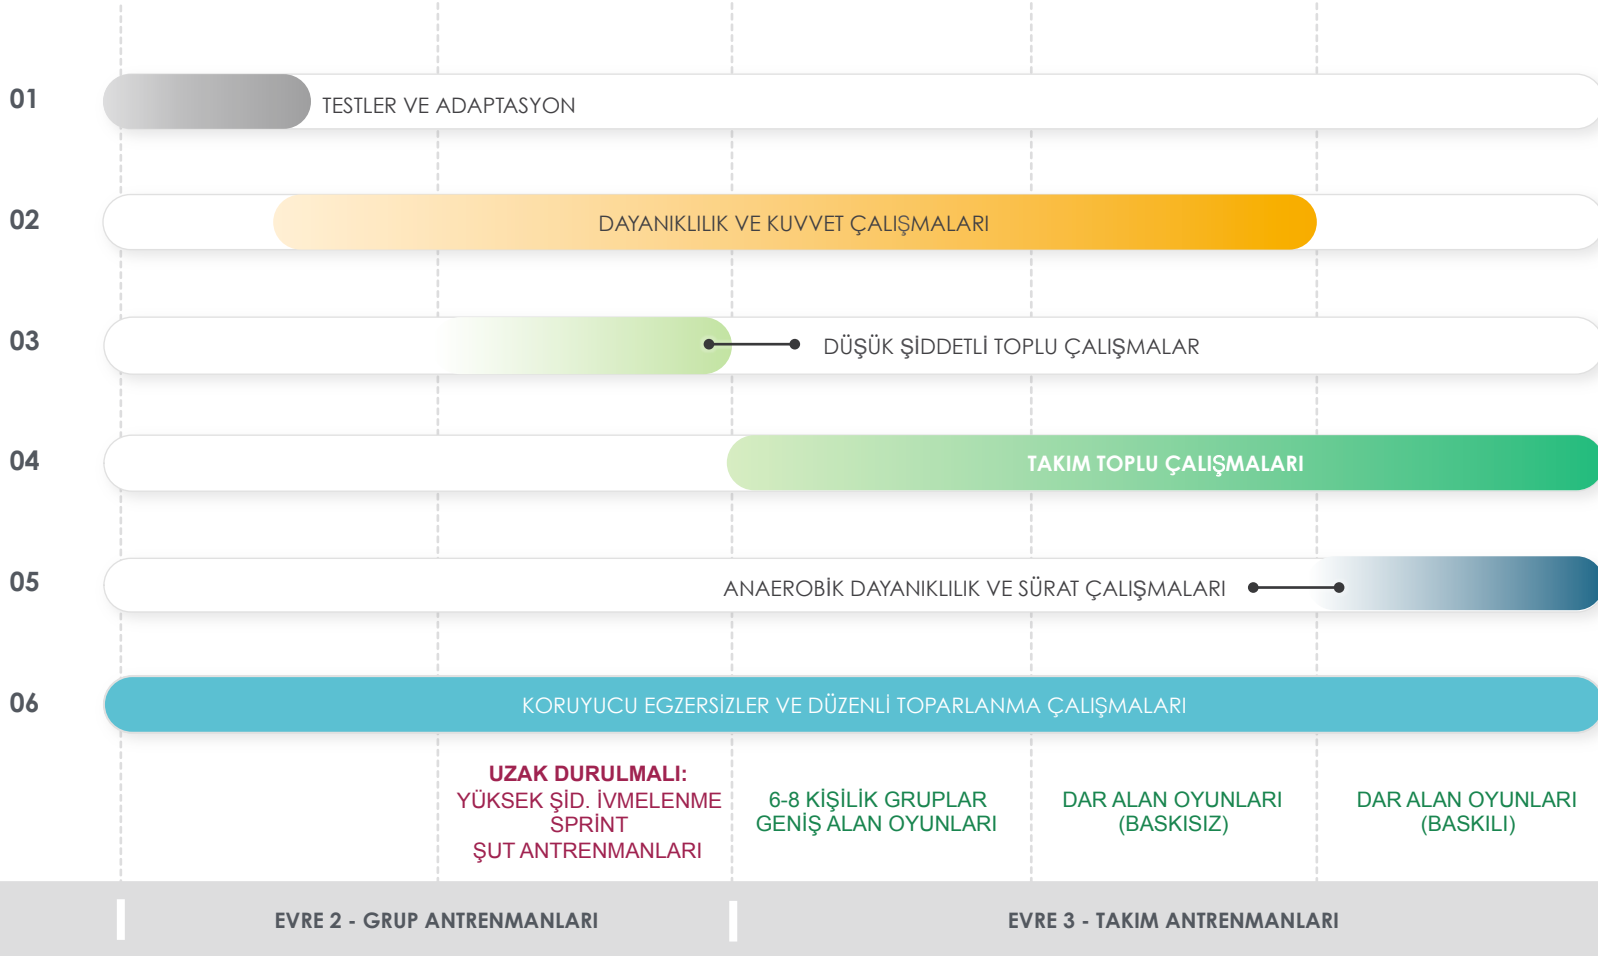 01
TESTLER VE ADAPTASYON
02
DAYANIKLILIK VE KUVVET ÇALIŞMALARI
03
DÜŞÜK ŞİDDETLİ TOPLU ÇALIŞMALAR
04
TAKIM TOPLU ÇALIŞMALARI
05
ANAEROBİK DAYANIKLILIK VE SÜRAT ÇALIŞMALARI
06
KORUYUCU EGZERSİZLER VE DÜZENLİ TOPARLANMA ÇALIŞMALARI
UZAK DURULMALI:
YÜKSEK ŞİD. İVMELENME
SPRİNT
ŞUT ANTRENMANLARI
6-8 KİŞİLİK GRUPLAR
GENİŞ ALAN OYUNLARI
DAR ALAN OYUNLARI
(BASKISIZ)
DAR ALAN OYUNLARI
(BASKILI)
EVRE 2 - GRUP ANTRENMANLARI
EVRE 3 - TAKIM ANTRENMANLARI